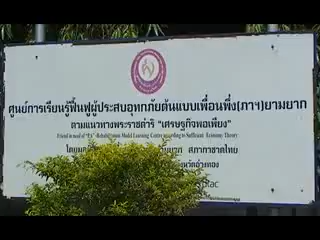 ศูนย์การเรียนรู้ฟื้นฟูผู้ประสบอุทกภัยต้นแบบเพื่อนพึ่ง(ภาฯ)ยามยาก
ตามแนวทางพระราชดำริ "เศรษฐกิจพอเพียง"
Friend in need of "PA" Rehabilitation Model Learning Center according to Sufficient Economy Theory
สภากาชาดไทย